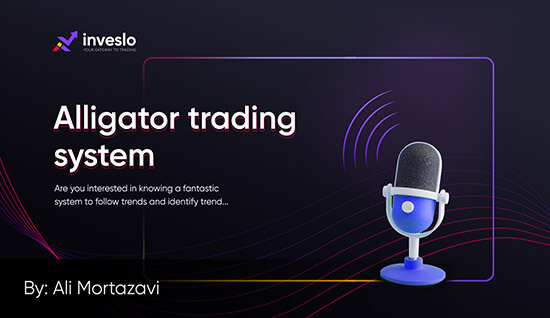 inveslo
YOUR GATEWAY TO TRADING
Alligator trading
system
Are you interested in knowing a fantastic
system to follow trends and identify trend...
By: Ali Mortazavi